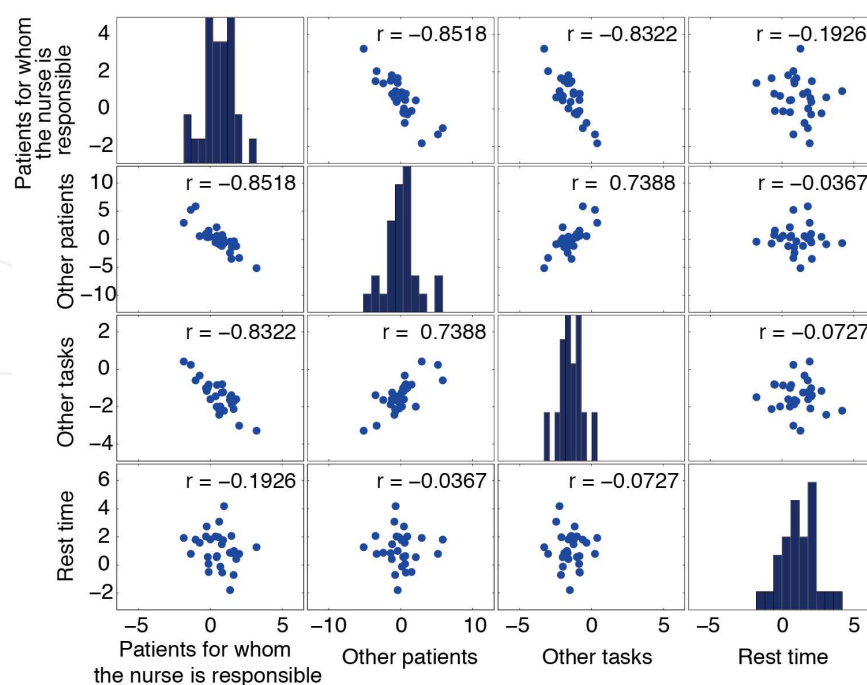 Patients for whom
the nurse is
responsible
4
2
0
−2
r = −0.8518
r = −0.8322
r = −0.1926
Other patients
10
5
0
−5
−10
r = −0.8518
r = 0.7388
r = −0.0367
Other tasks
2
0
−2
−4
r = −0.8322
r = 0.7388
r = −0.0727
Rest time
6
4
2
0
−2
r = −0.1926
r = −0.0367
r = −0.0727
−5 0 5
−10 0 10
−5 0 5
−5 0 5
Patients for whom
the nurse is responsible
Other patients
Other tasks
Rest time